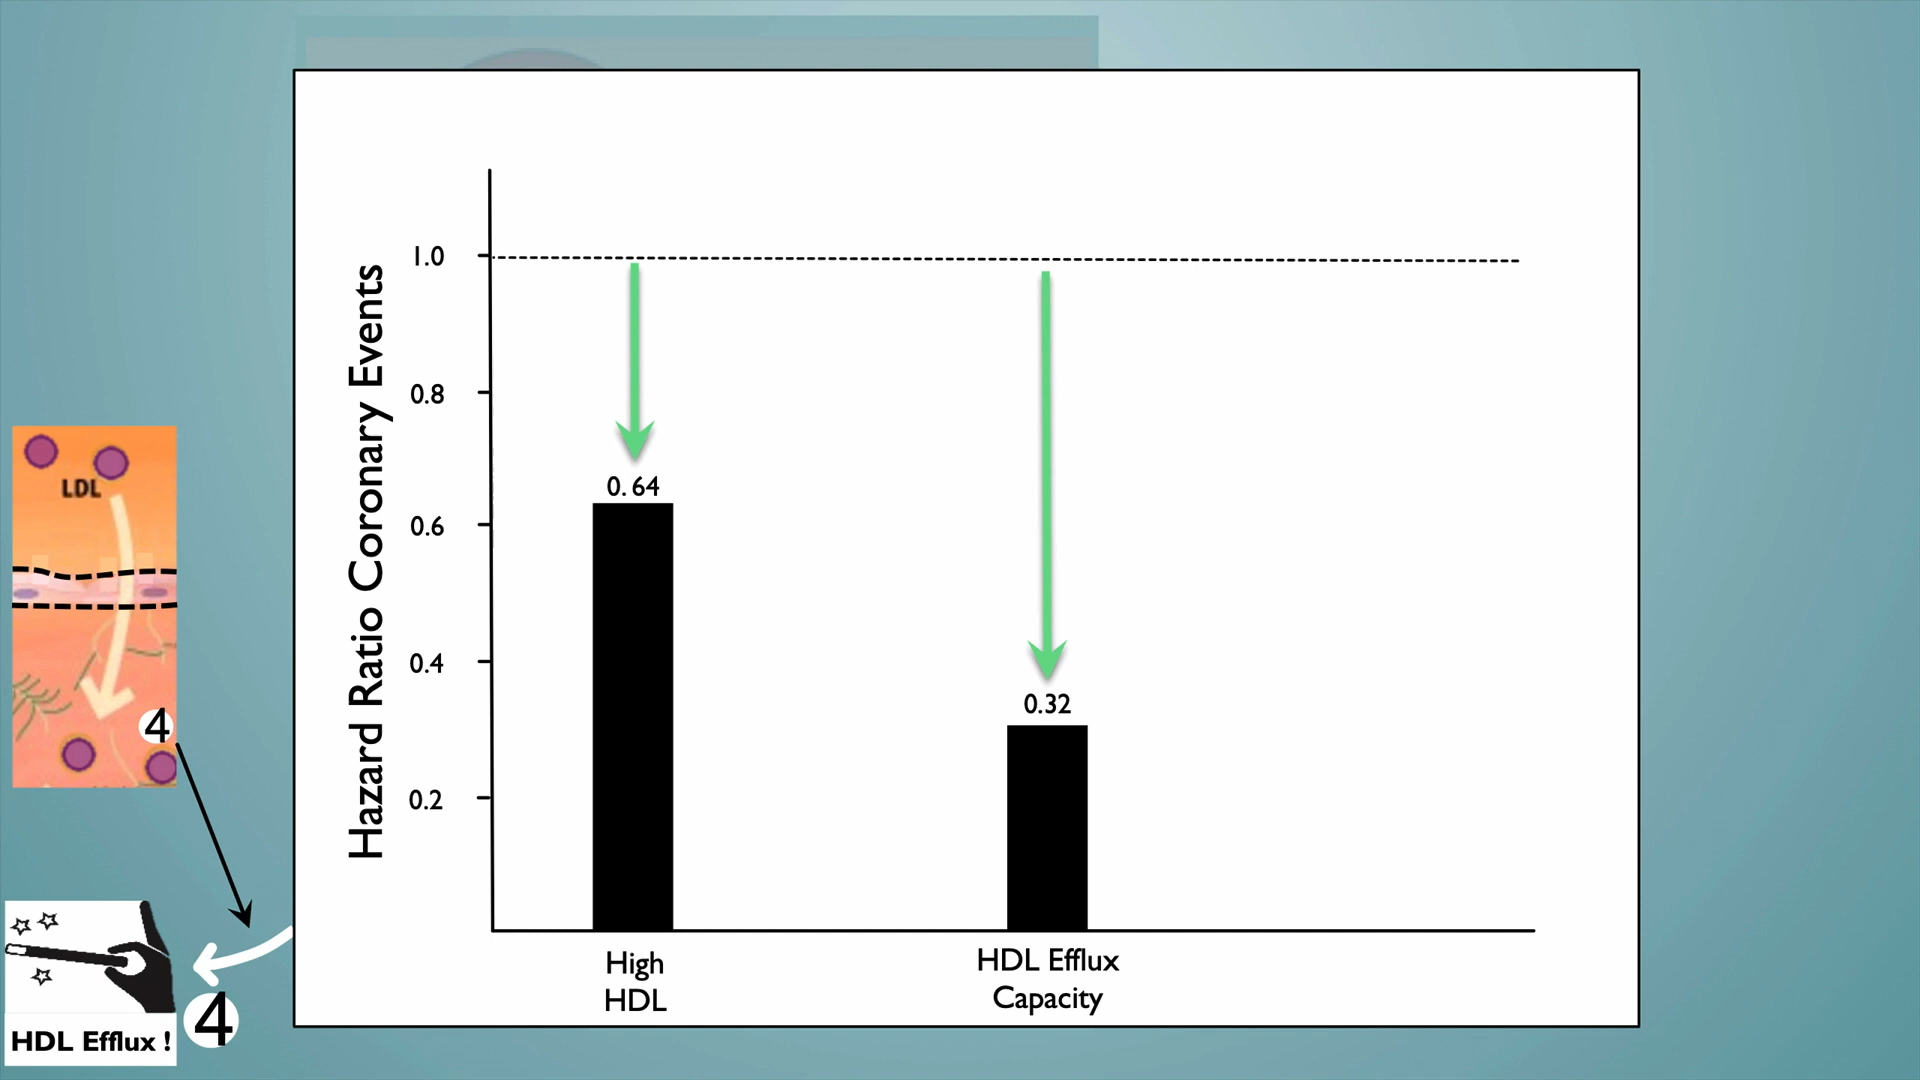 Hazard Ratio Coronary Events
1.0
0.8
0.6
0.4
0.2
0.64
0.32
High
HDL
HDL Efflux
Capacity
LDL
4
HDL Efflux !
4